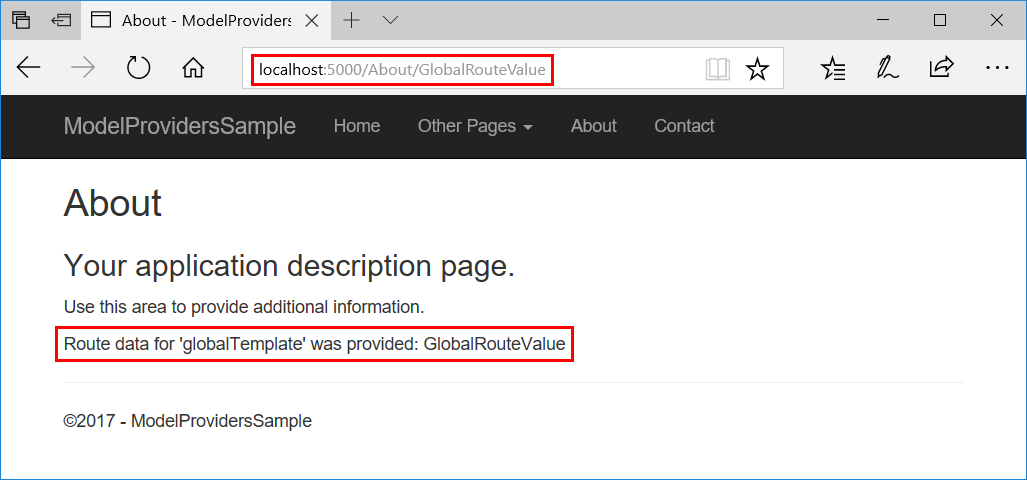 About - ModelProviders
localhost:5000/About/GlobalRouteValue
ModelProvidersSample Home Other Pages About Contact
About
Your application description page.
Use this area to provide additional information.
Route data for 'globalTemplate' was provided: GlobalRouteValue
©2017 - ModelProvidersSample